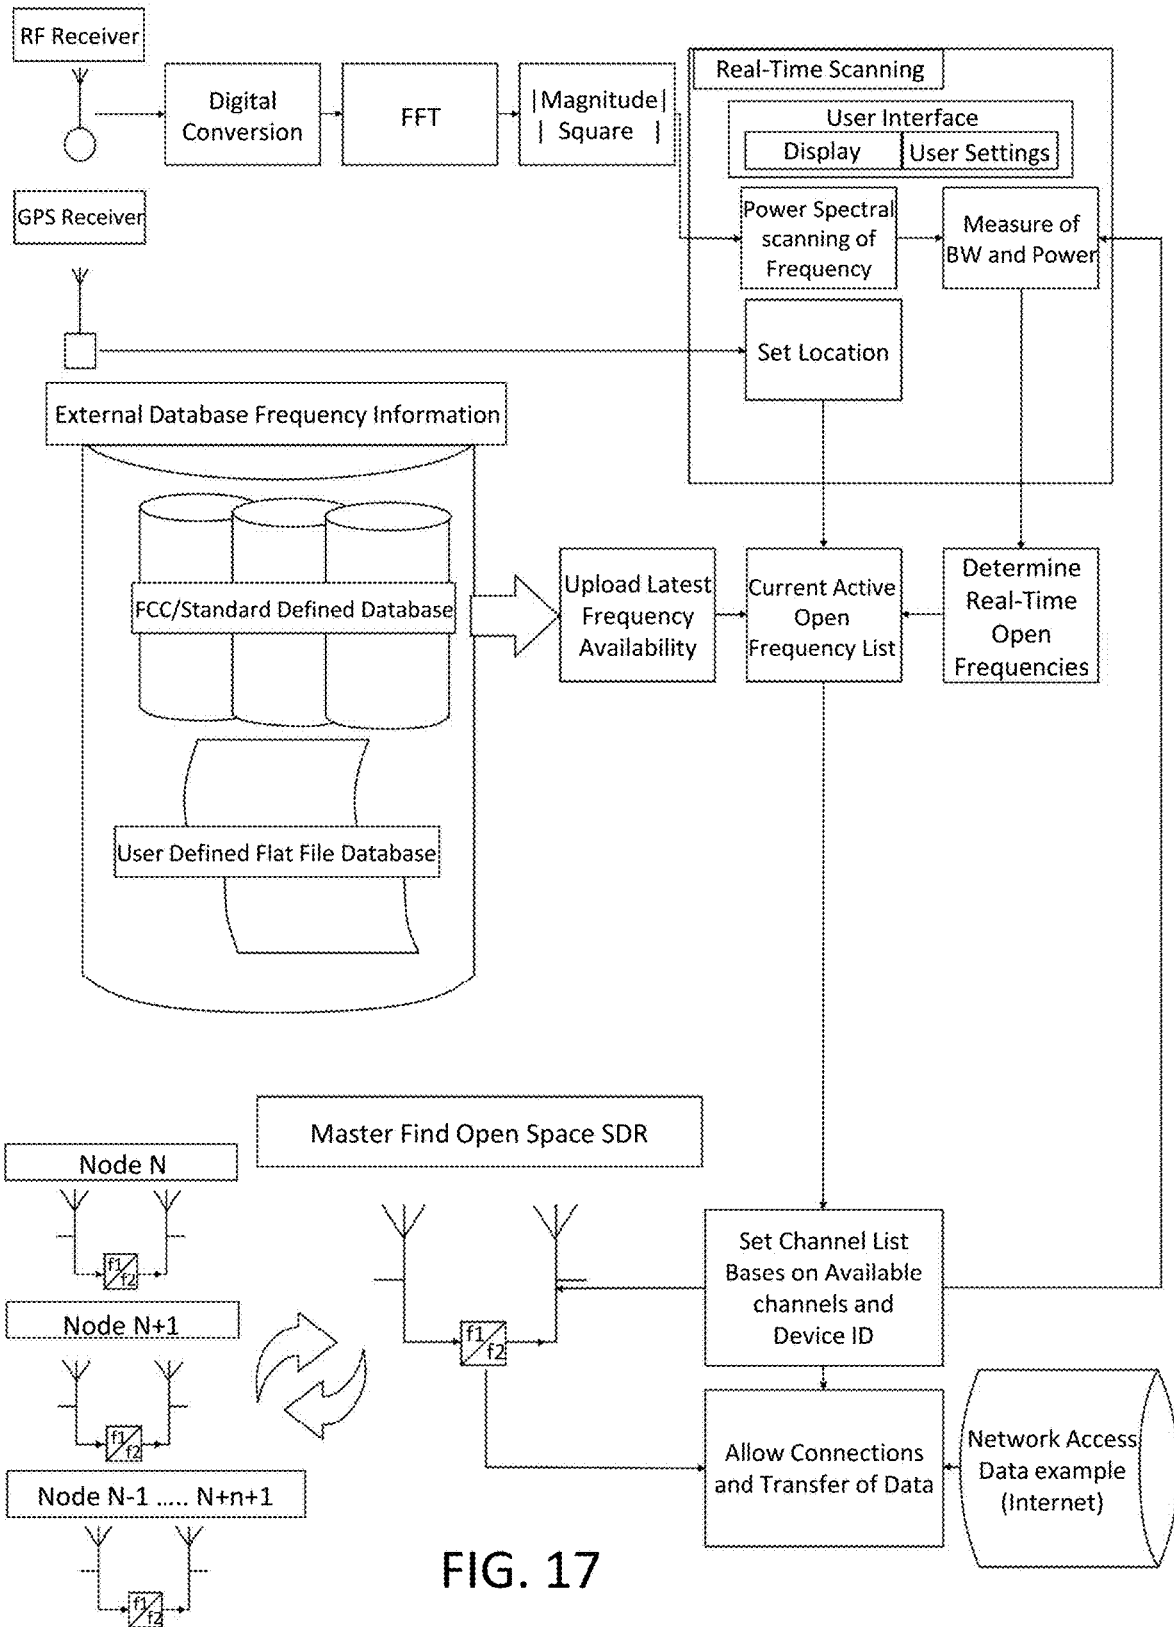 RF Receiver
Digital
Conversion
FFT
|Magnitude|
| Square |
Real-Time Scanning
User Interface
Display
User Settings
GPS Receiver
Power Spectral
scanning of
Frequency
Measure of
BW and Power
Set Location
External Database Frequency Information
FCC/Standard Defined Database
Upload Latest
Frequency
Availability
Current Active
Open
Frequency List
Determine
Real-Time
Open
Frequencies
User Defined Flat File Database
Master Find Open Space SDR
Node N
f1
f2
Node N+1
f1
f2
Node N-1 ..... N+n+1
f1
f2
f1
f2
Set Channel List
Bases on Available
channels and
Device ID
Allow Connections
and Transfer of Data
Network Access
Data example
(Internet)
FIG. 17